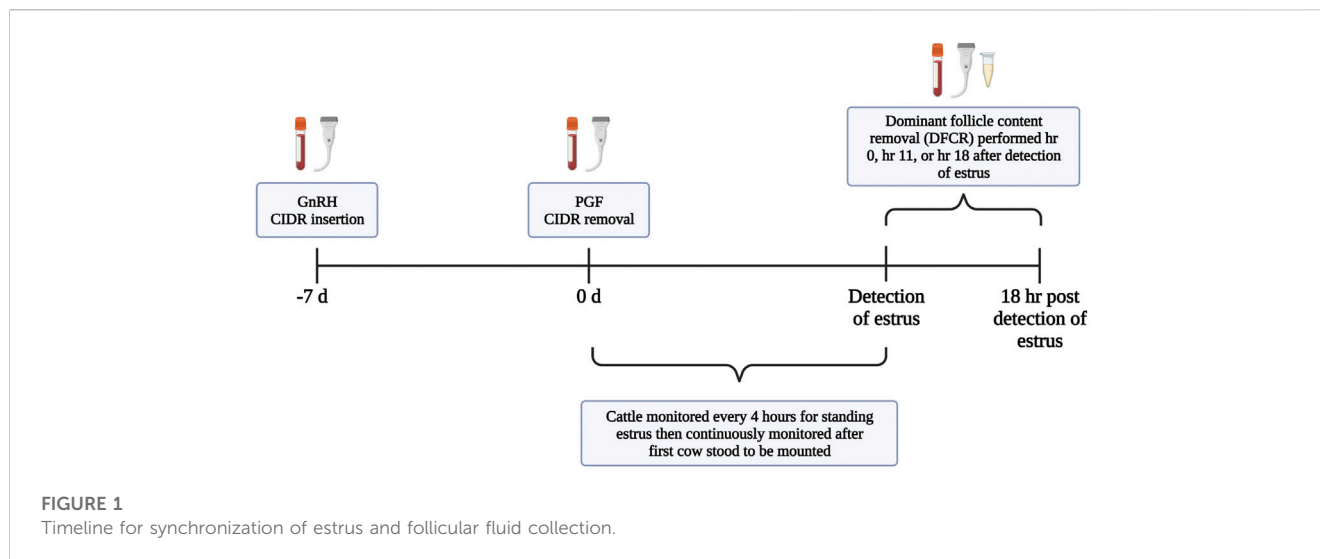 Dominant follicle content
removal (DFCR) performed hr
0, hr 11, or hr 18 after detection
of estrus
GnRH
CIDR insertion
PGF
CIDR removal
-7 d
0 d
Detection
of estrus
18 hr post
detection of
estrus
Cattle monitored every 4 hours for standing
estrus then continuously monitored after
first cow stood to be mounted
FIGURE 1
Timeline for synchronization of estrus and follicular fluid collection.